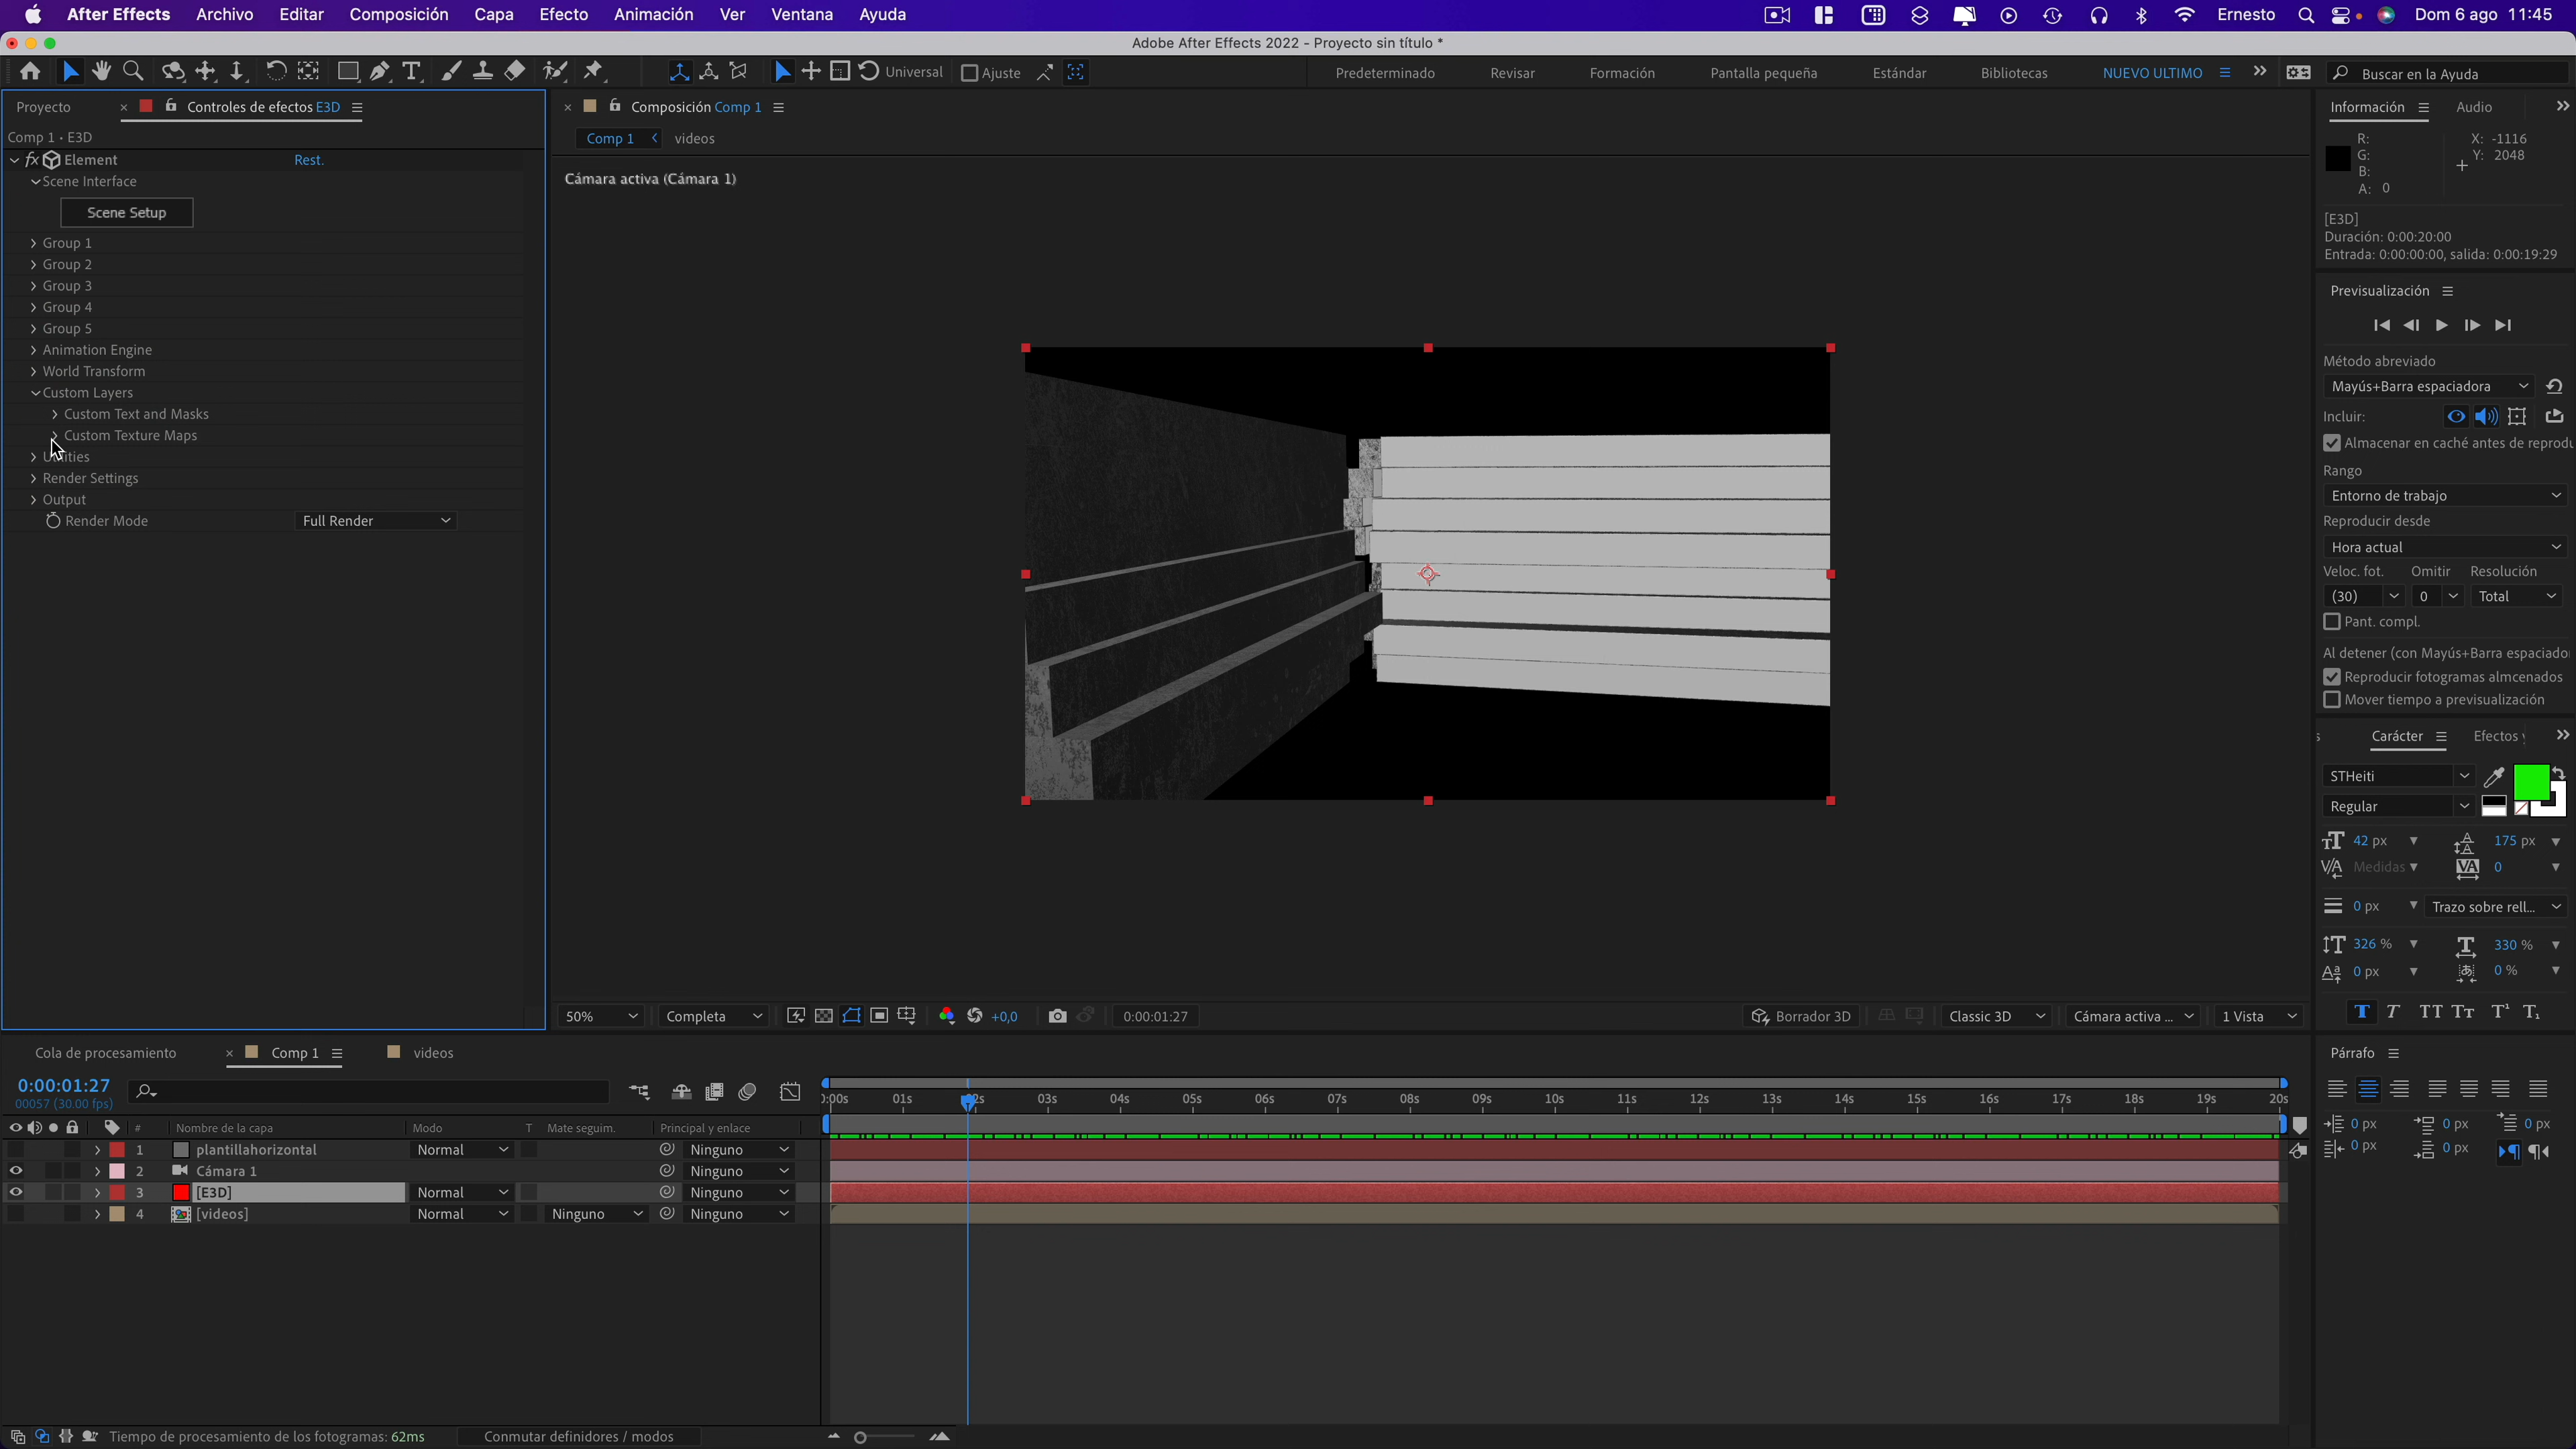 After Effects Archivo Editar Composición Capa Efecto Animación Ver Ventana Ayuda Ernesto Dom 6 ago 11:45
Adobe After Effects 2022 - Proyecto sin título *
Universal Ajuste Predeterminado Revisar Formación Pantalla pequeña Estándar Bibliotecas NUEVO ULTIMO Buscar en la Ayuda
Proyecto Controles de efectos E3D
Comp 1 • E3D
Element Rest.
Scene Interface
Scene Setup
Group 1
Group 2
Group 3
Group 4
Group 5
Animation Engine
World Transform
Custom Layers
Custom Text and Masks
Custom Texture Maps
Utilities
Render Settings
Output
Render Mode Full Render
Composición Comp 1
Comp 1 videos
Cámara activa (Cámara 1)
50% Completa +0,0 0:00:01:27 Borrador 3D Classic 3D Cámara activa ... 1 Vista
Información Audio
R: X: -1116
G: Y: 2048
B:
A: 0
[E3D]
Duración: 0:00:20:00
Entrada: 0:00:00:00, salida: 0:00:19:29
Previsualización
Método abreviado
Mayús+Barra espaciadora
Incluir:
Almacenar en caché antes de reprodu
Rango
Entorno de trabajo
Reproducir desde
Hora actual
Veloc. fot. Omitir Resolución
(30) 0 Total
Pant. compl.
Al detener (con Mayús+Barra espaciado
Reproducir fotogramas almcenados
Mover tiempo a previsualización
Carácter Efectos y
STHeiti
Regular
42 px 175 px
Medidas 0
0 px Trazo sobre rell...
326 % 330 %
0 px 0 %
T T TT Tт T¹ T₁
Párrafo
0 px 0 px 0 px
0 px 0 px
Cola de procesamiento Comp 1 videos
0:00:01:27
00057 (30.00 fps)
0:00s 01s 02s 03s 04s 05s 06s 07s 08s 09s 10s 11s 12s 13s 14s 15s 16s 17s 18s 19s 20s
# Nombre de la capa Modo T Mate seguim. Principal y enlace
1 plantillahorizontal Normal Ninguno
2 Cámara 1 Ninguno
3 [E3D] Normal Ninguno
4 [videos] Normal Ninguno Ninguno
Tiempo de procesamiento de los fotogramas: 62ms Conmutar definidores / modos